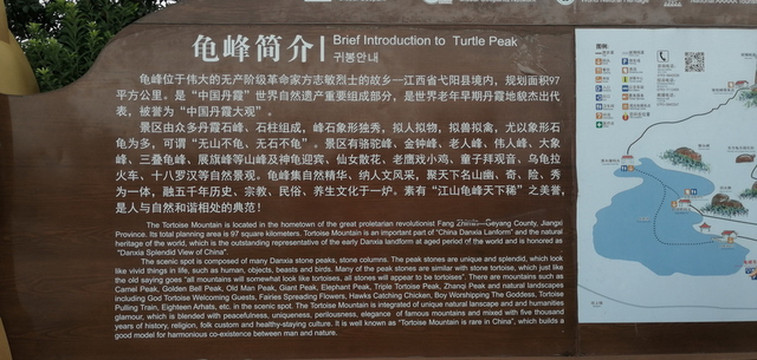 龟峰简介 Brief Introduction to Turtle Peak
귀봉안내
龟峰位于伟大的无产阶级革命家方志敏烈士的故乡—江西省弋阳县境内，规划面积97
平方公里。是“中国丹霞”世界自然遗产重要组成部分，是世界老年早期丹霞地貌杰出代
表，被誉为“中国丹霞大观”。
景区由众多丹霞石峰、石柱组成，峰石象形独秀，拟人拟物，拟兽拟禽，尤以象形石
龟为多，可谓“无山不龟、无石不龟”。景区有骆驼峰、金钟峰、老人峰、伟人峰、大象
峰、三叠龟峰、展旗峰等山峰及神龟迎宾、仙女散花、老鹰戏小鸡、童子拜观音、乌龟拉
火车、十八罗汉等自然景观。龟峰集自然精华、纳人文风采，聚天下名山幽、奇、险、秀
为一体，融五千年历史、宗教、民俗、养生文化于一炉。素有“江山龟峰天下稀”之美誉，
是人与自然和谐相处的典范！
The Tortoise Mountain is located in the hometown of the great proletarian revolutionist Fang Geyang County, Jiangxi
Province. Its total planning area is 97 square kilometers. Tortoise Mountain is an important part of “China Danxia Lanform” and the natural
heritage of the world, which is the outstanding representative of the early Danxia landform at aged period of the world and is honored as
“Danxia Splendid View of China”.
The scenic spot is composed of many Danxia stone peaks, stone columns. The peak stones are unique and splendid, which look
like vivid things in life, such as human, objects, beasts and birds. Many of the peak stones are similar with stone tortoise, which just like
the old saying goes “all mountains will somewhat look like tortoises, all stones will appear to be tortoises”. There are mountains such as
Camel Peak, Golden Bell Peak, Old Man Peak, Giant Peak, Elephant Peak, Triple Tortoise Peak, Zhanqi Peak and natural landscapes
including God Tortoise Welcoming Guests, Fairies Spreading Flowers, Hawks Catching Chicken, Boy Worshipping The Goddess, Tortoise
Pulling Train, Eighteen Arhats, etc. in the scenic spot. The Tortoise Mountain is integrated of unique natural landscape and and humanities
glamour, which is blended with peacefulness, uniqueness, perilousness, elegance of famous mountains and mixed with five thousand
years of history, religion, folk custom and healthy-staying culture. It is well known as “Tortoise Mountain is rare in China”, which builds a
good model for harmonious co-existence between man and nature.
图例: